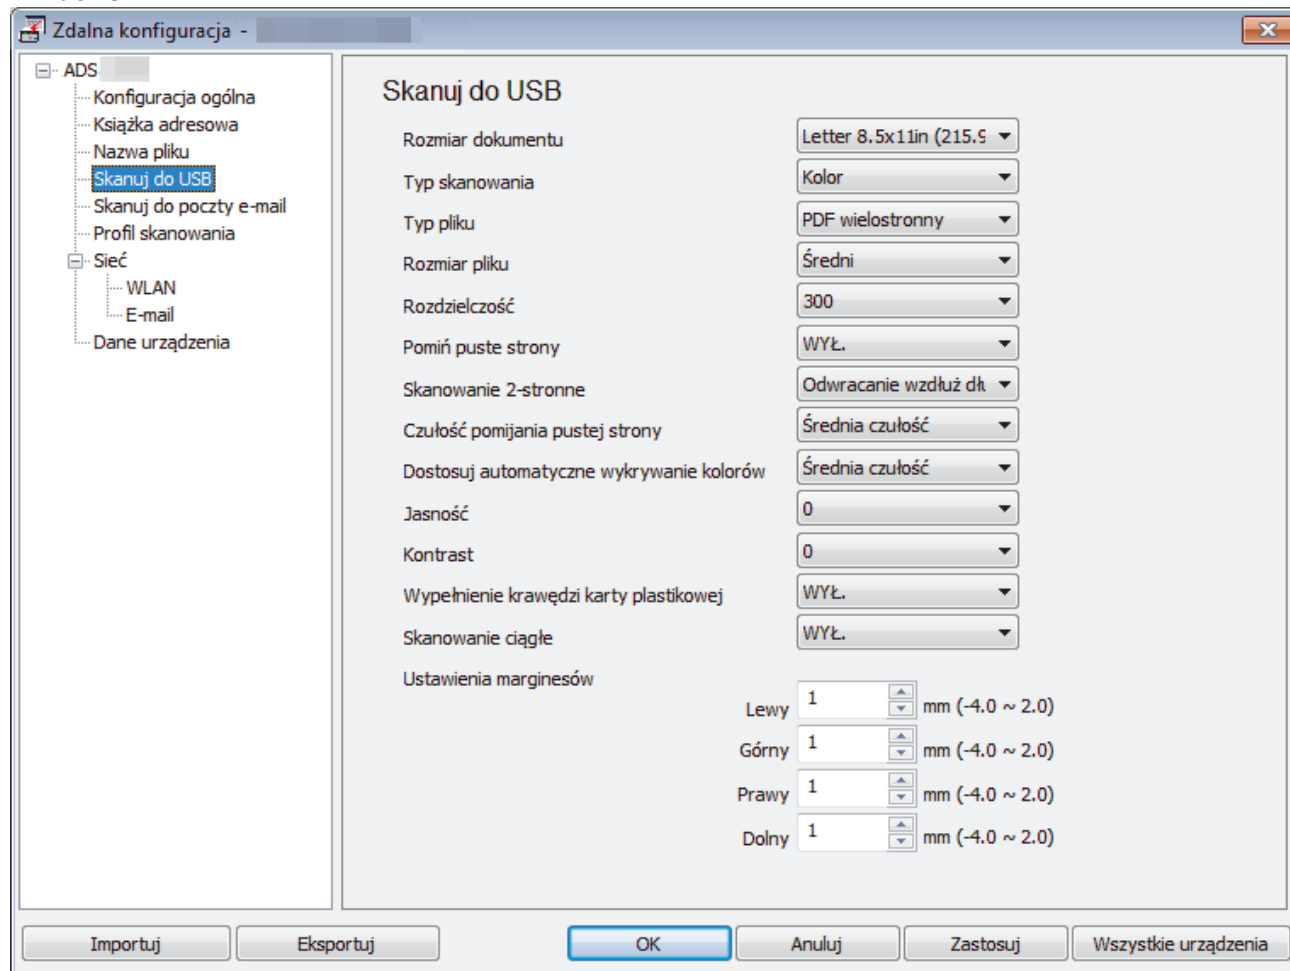 Zdalna konfiguracja -
ADS
Konfiguracja ogólna
Książka adresowa
Nazwa pliku
Skanuj do USB
Skanuj do poczty e-mail
Profil skanowania
Sieć
WLAN
E-mail
Dane urządzenia
Skanuj do USB
Rozmiar dokumentu Letter 8.5x11in (215.9
Typ skanowania Kolor
Typ pliku PDF wielostronny
Rozmiar pliku Średni
Rozdzielczość 300
Pomiń puste strony WYŁ.
Skanowanie 2-stronne Odwracanie wzdłuż dł
Czułość pomijania pustej strony Średnia czułość
Dostosuj automatyczne wykrywanie kolorów Średnia czułość
Jasność 0
Kontrast 0
Wypełnienie krawędzi karty plastikowej WYŁ.
Skanowanie ciągłe WYŁ.
Ustawienia marginesów
Lewy 1 mm (-4.0 ~ 2.0)
Górny 1 mm (-4.0 ~ 2.0)
Prawy 1 mm (-4.0 ~ 2.0)
Dolny 1 mm (-4.0 ~ 2.0)
Importuj Eksportuj OK Anuluj Zastosuj Wszystkie urządzenia